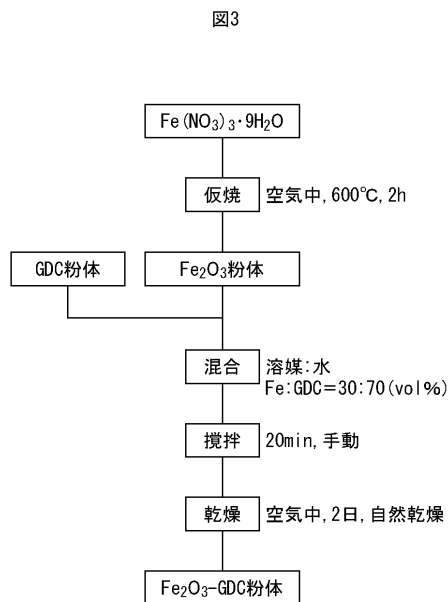 図3
Fe(NO₃)₃・9H₂O
仮焼 空気中, 600℃, 2h
GDC粉体 Fe₂O₃粉体
混合 溶媒:水
Fe:GDC=30:70(vol%)
撹拌 20min, 手動
乾燥 空気中, 2日, 自然乾燥
Fe₂O₃-GDC粉体